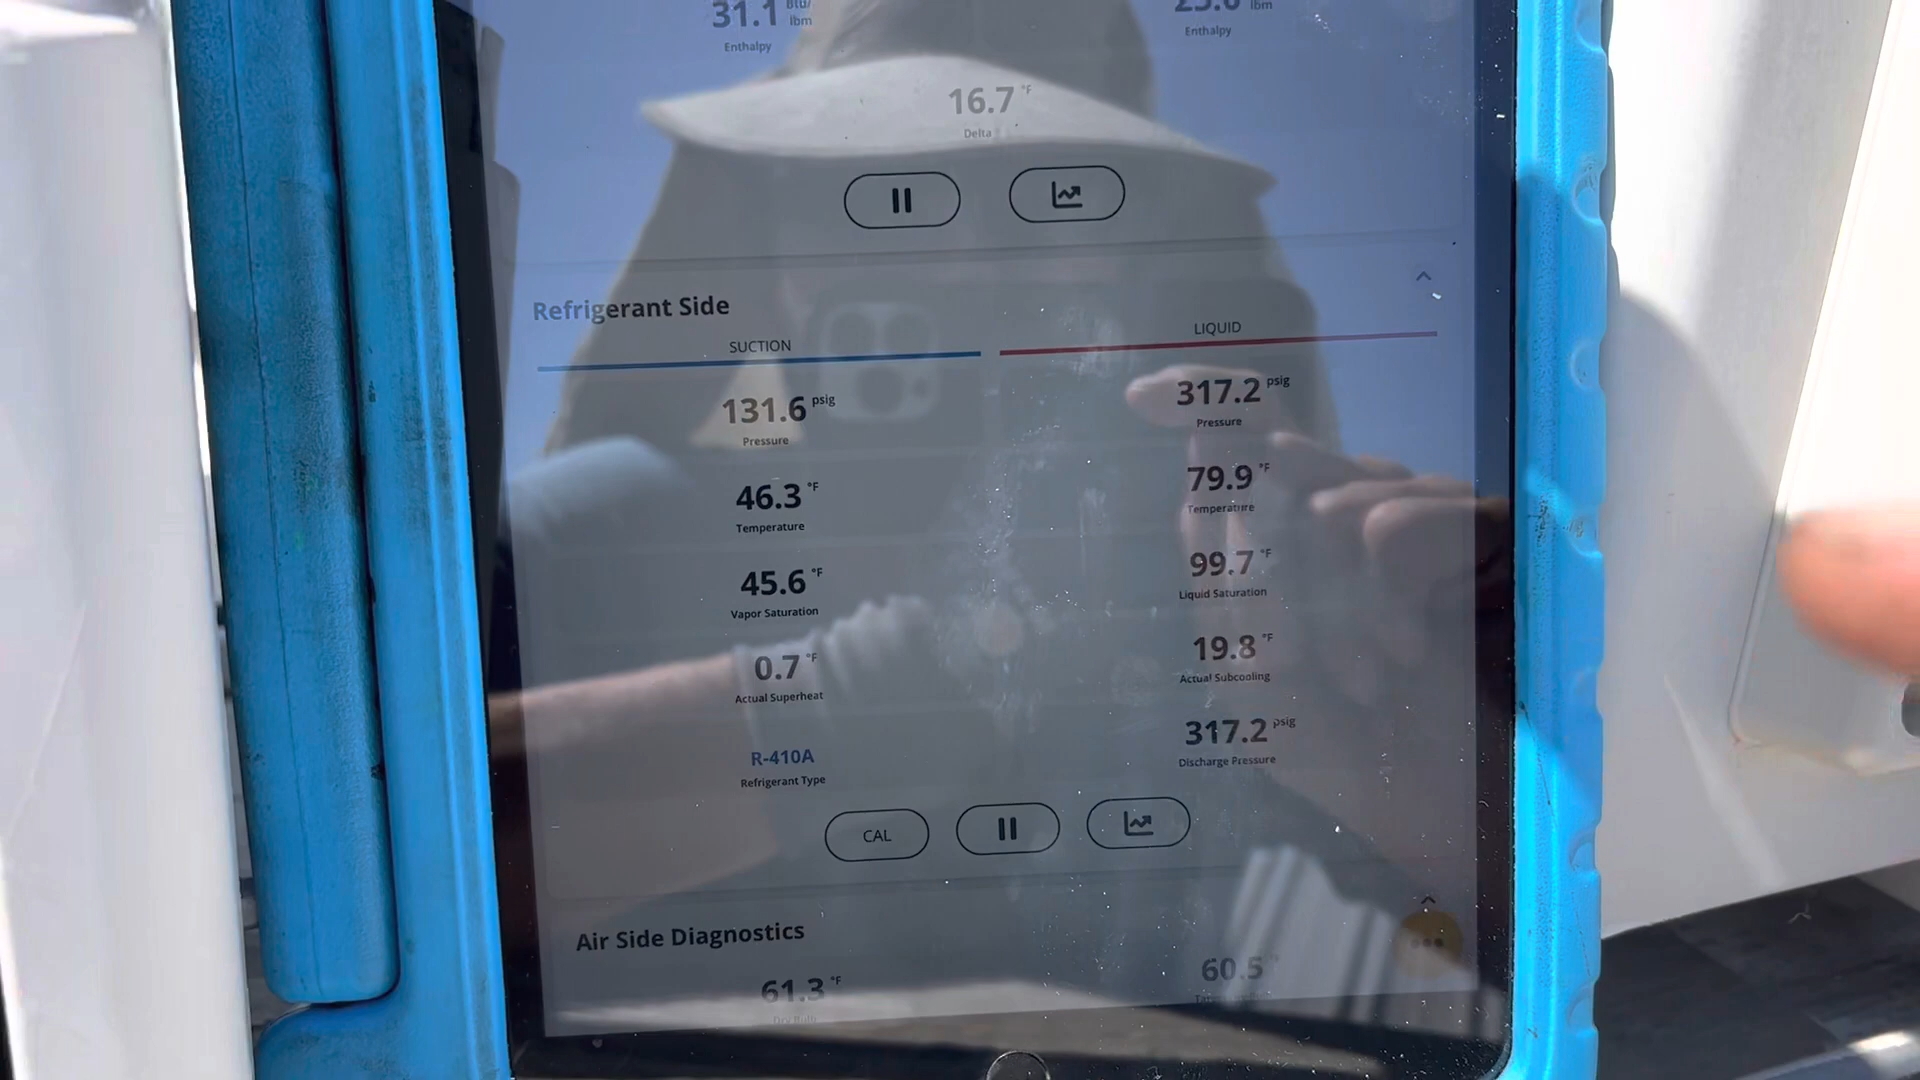 31.1 Btu/ lbm
Enthalpy
lbm
Enthalpy
16.7 °F
Delta
Refrigerant Side
SUCTION
LIQUID
131.6 psig
Pressure
317.2 psig
Pressure
46.3 °F
Temperature
79.9 °F
Temperature
45.6 °F
Vapor Saturation
99.7 °F
Liquid Saturation
0.7 °F
Actual Superheat
19.8 °F
Actual Subcooling
R-410A
Refrigerant Type
317.2 psig
Discharge Pressure
CAL
Air Side Diagnostics
61.3 °F
Dry Bulb
60.5